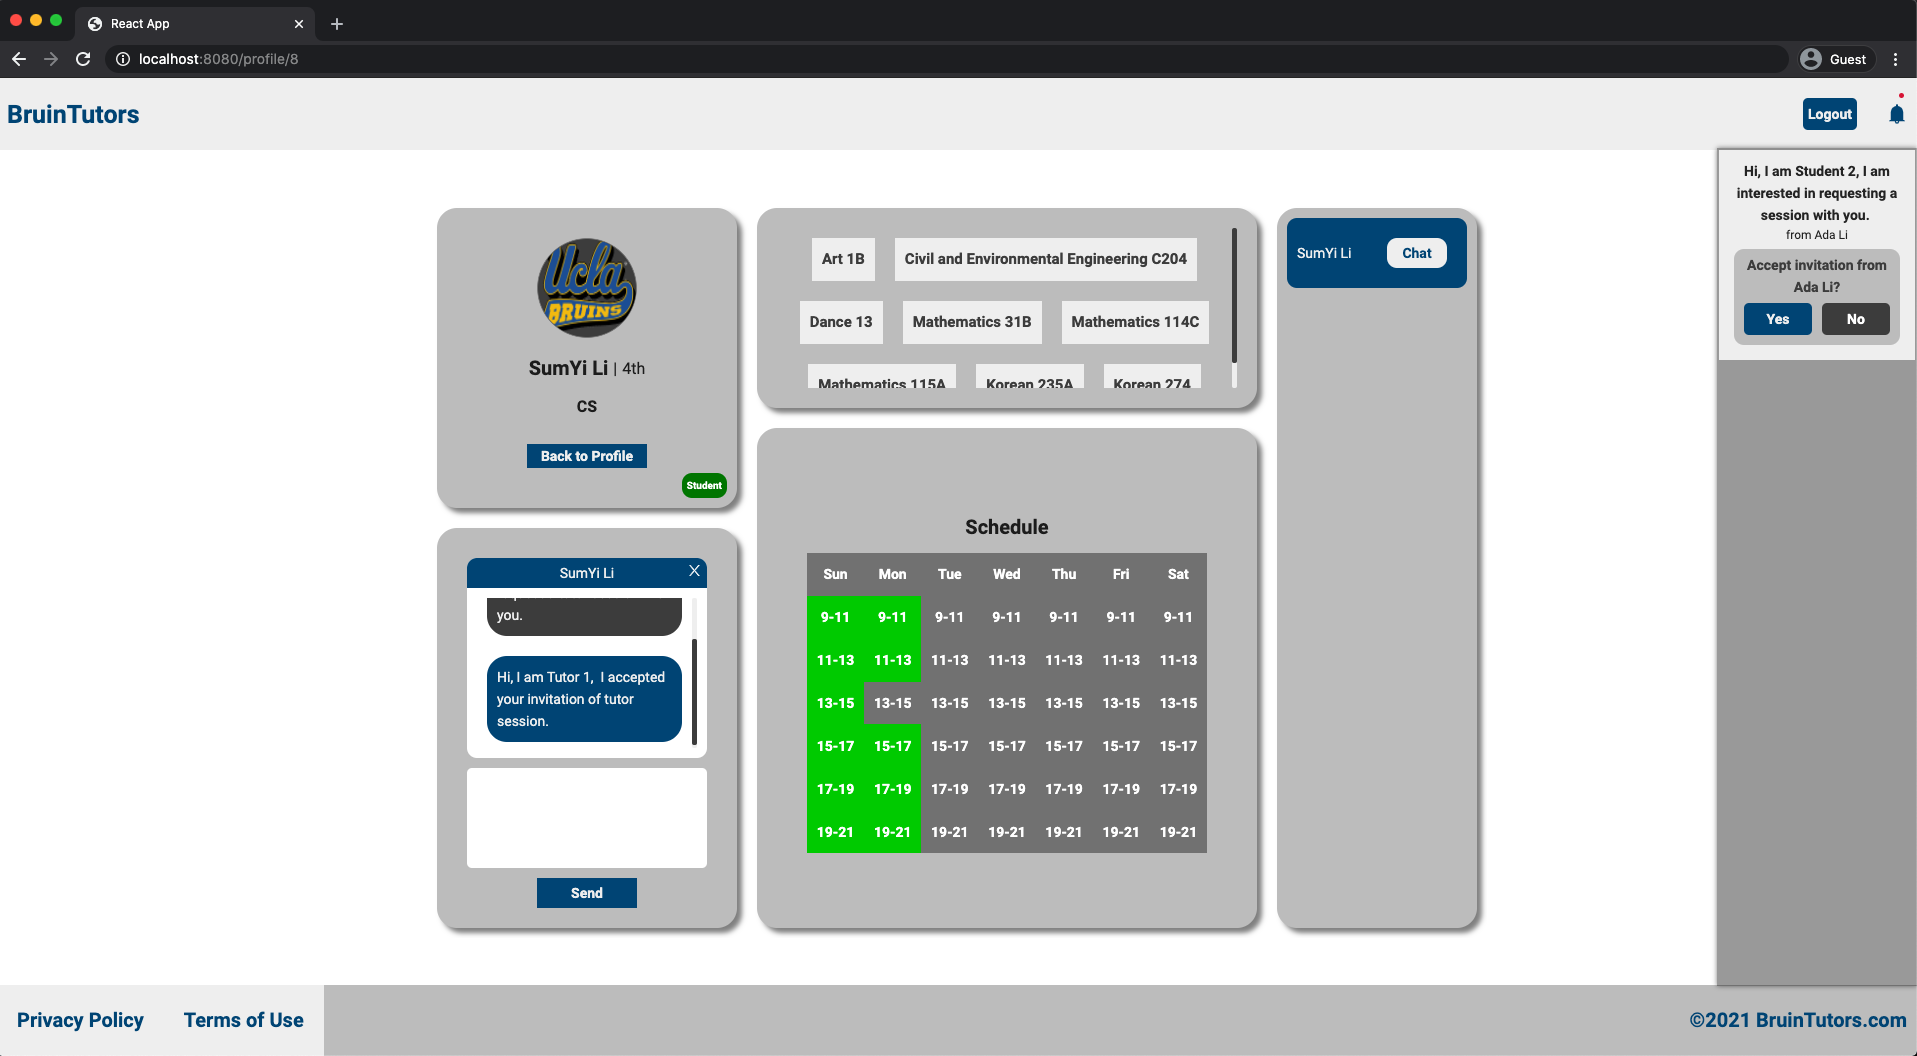 React App
localhost:8080/profile/8
Guest
BruinTutors
Logout
Hi, I am Student 2, I am
interested in requesting a
session with you.
from Ada Li
Accept invitation from
Ada Li?
Yes No
Ucla
BRUINS
SumYi Li | 4th
CS
Back to Profile
Student
Art 1B Civil and Environmental Engineering C204
Dance 13 Mathematics 31B Mathematics 114C
Mathematics 115A Korean 235A Korean 274
SumYi Li Chat
SumYi Li X
you.
Hi, I am Tutor 1, I accepted
your invitation of tutor
session.
Send
Schedule
Sun Mon Tue Wed Thu Fri Sat
9-11 9-11 9-11 9-11 9-11 9-11 9-11
11-13 11-13 11-13 11-13 11-13 11-13 11-13
13-15 13-15 13-15 13-15 13-15 13-15 13-15
15-17 15-17 15-17 15-17 15-17 15-17 15-17
17-19 17-19 17-19 17-19 17-19 17-19 17-19
19-21 19-21 19-21 19-21 19-21 19-21 19-21
Privacy Policy Terms of Use
©2021 BruinTutors.com